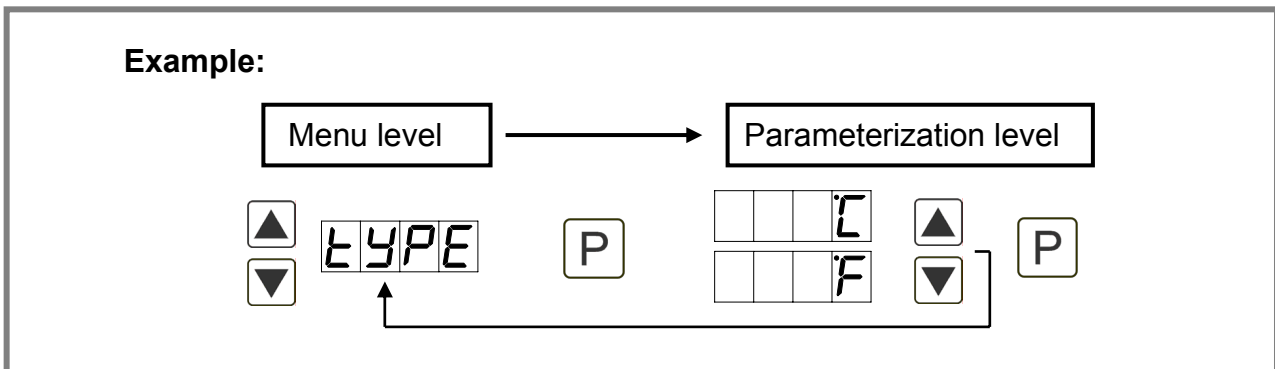 Example:
Menu level Parameterization level
▲ °C ▲
tYPE P P
▼ °F ▼